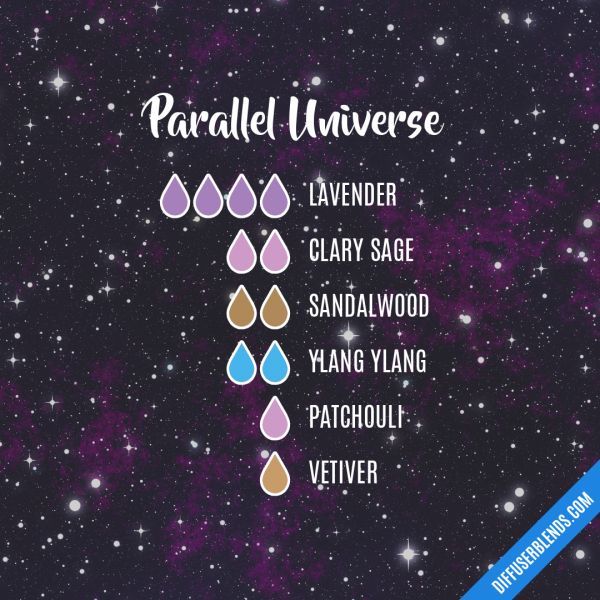 Parallel Universe
LAVENDER
CLARY SAGE
SANDALWOOD
YLANG YLANG
PATCHOULI
VETIVER
DIFFUSERBLENDS.COM